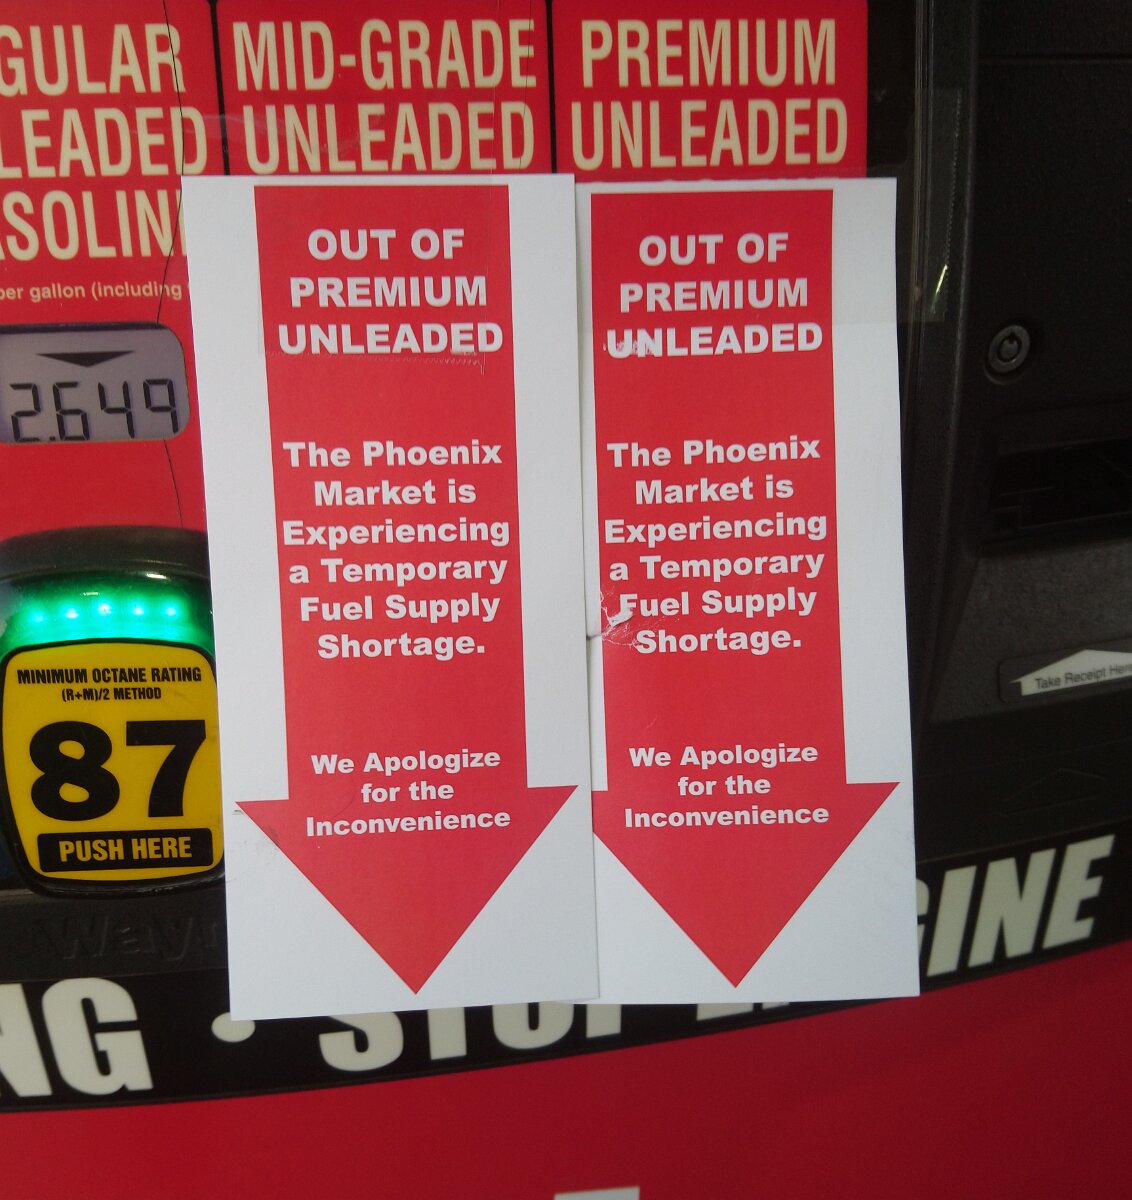 GULAR
LEADED
SOLIN
per gallon (including
2.649
MID-GRADE
UNLEADED
PREMIUM
UNLEADED
OUT OF
PREMIUM
UNLEADED
The Phoenix
Market is
Experiencing
a Temporary
Fuel Supply
Shortage.
We Apologize
for the
Inconvenience
OUT OF
PREMIUM
UNLEADED
The Phoenix
Market is
Experiencing
a Temporary
Fuel Supply
Shortage.
We Apologize
for the
Inconvenience
MINIMUM OCTANE RATING
(R+M)/2 METHOD
87
PUSH HERE
Take Receipt Here
NG • STOP GINE